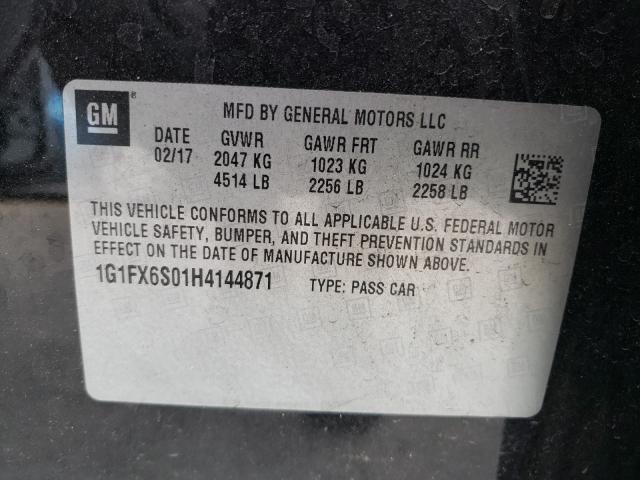 GM ®
MFD BY GENERAL MOTORS LLC
DATE GVWR GAWR FRT GAWR RR
02/17 2047 KG 1023 KG 1024 KG
4514 LB 2256 LB 2258 LB
THIS VEHICLE CONFORMS TO ALL APPLICABLE U.S. FEDERAL MOTOR
VEHICLE SAFETY, BUMPER, AND THEFT PREVENTION STANDARDS IN
EFFECT ON THE DATE OF MANUFACTURE SHOWN ABOVE.
1G1FX6S01H4144871 TYPE: PASS CAR